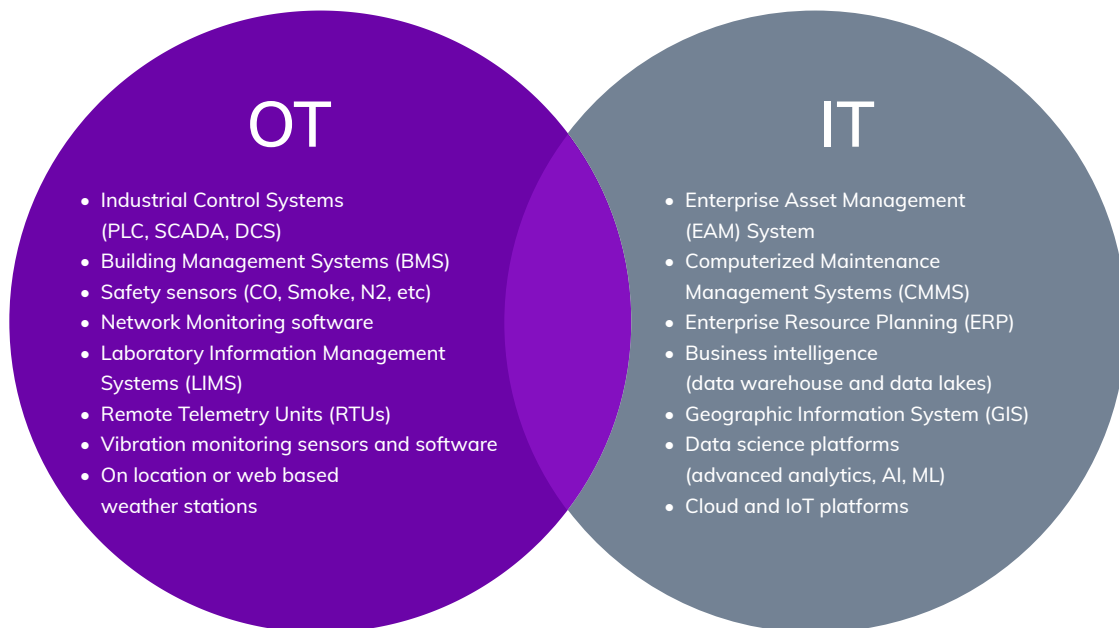 OT
• Industrial Control Systems
(PLC, SCADA, DCS)
• Building Management Systems (BMS)
• Safety sensors (CO, Smoke, N2, etc)
• Network Monitoring software
• Laboratory Information Management
Systems (LIMS)
• Remote Telemetry Units (RTUs)
• Vibration monitoring sensors and software
• On location or web based
weather stations
IT
• Enterprise Asset Management
(EAM) System
• Computerized Maintenance
Management Systems (CMMS)
• Enterprise Resource Planning (ERP)
• Business intelligence
(data warehouse and data lakes)
• Geographic Information System (GIS)
• Data science platforms
(advanced analytics, AI, ML)
• Cloud and IoT platforms